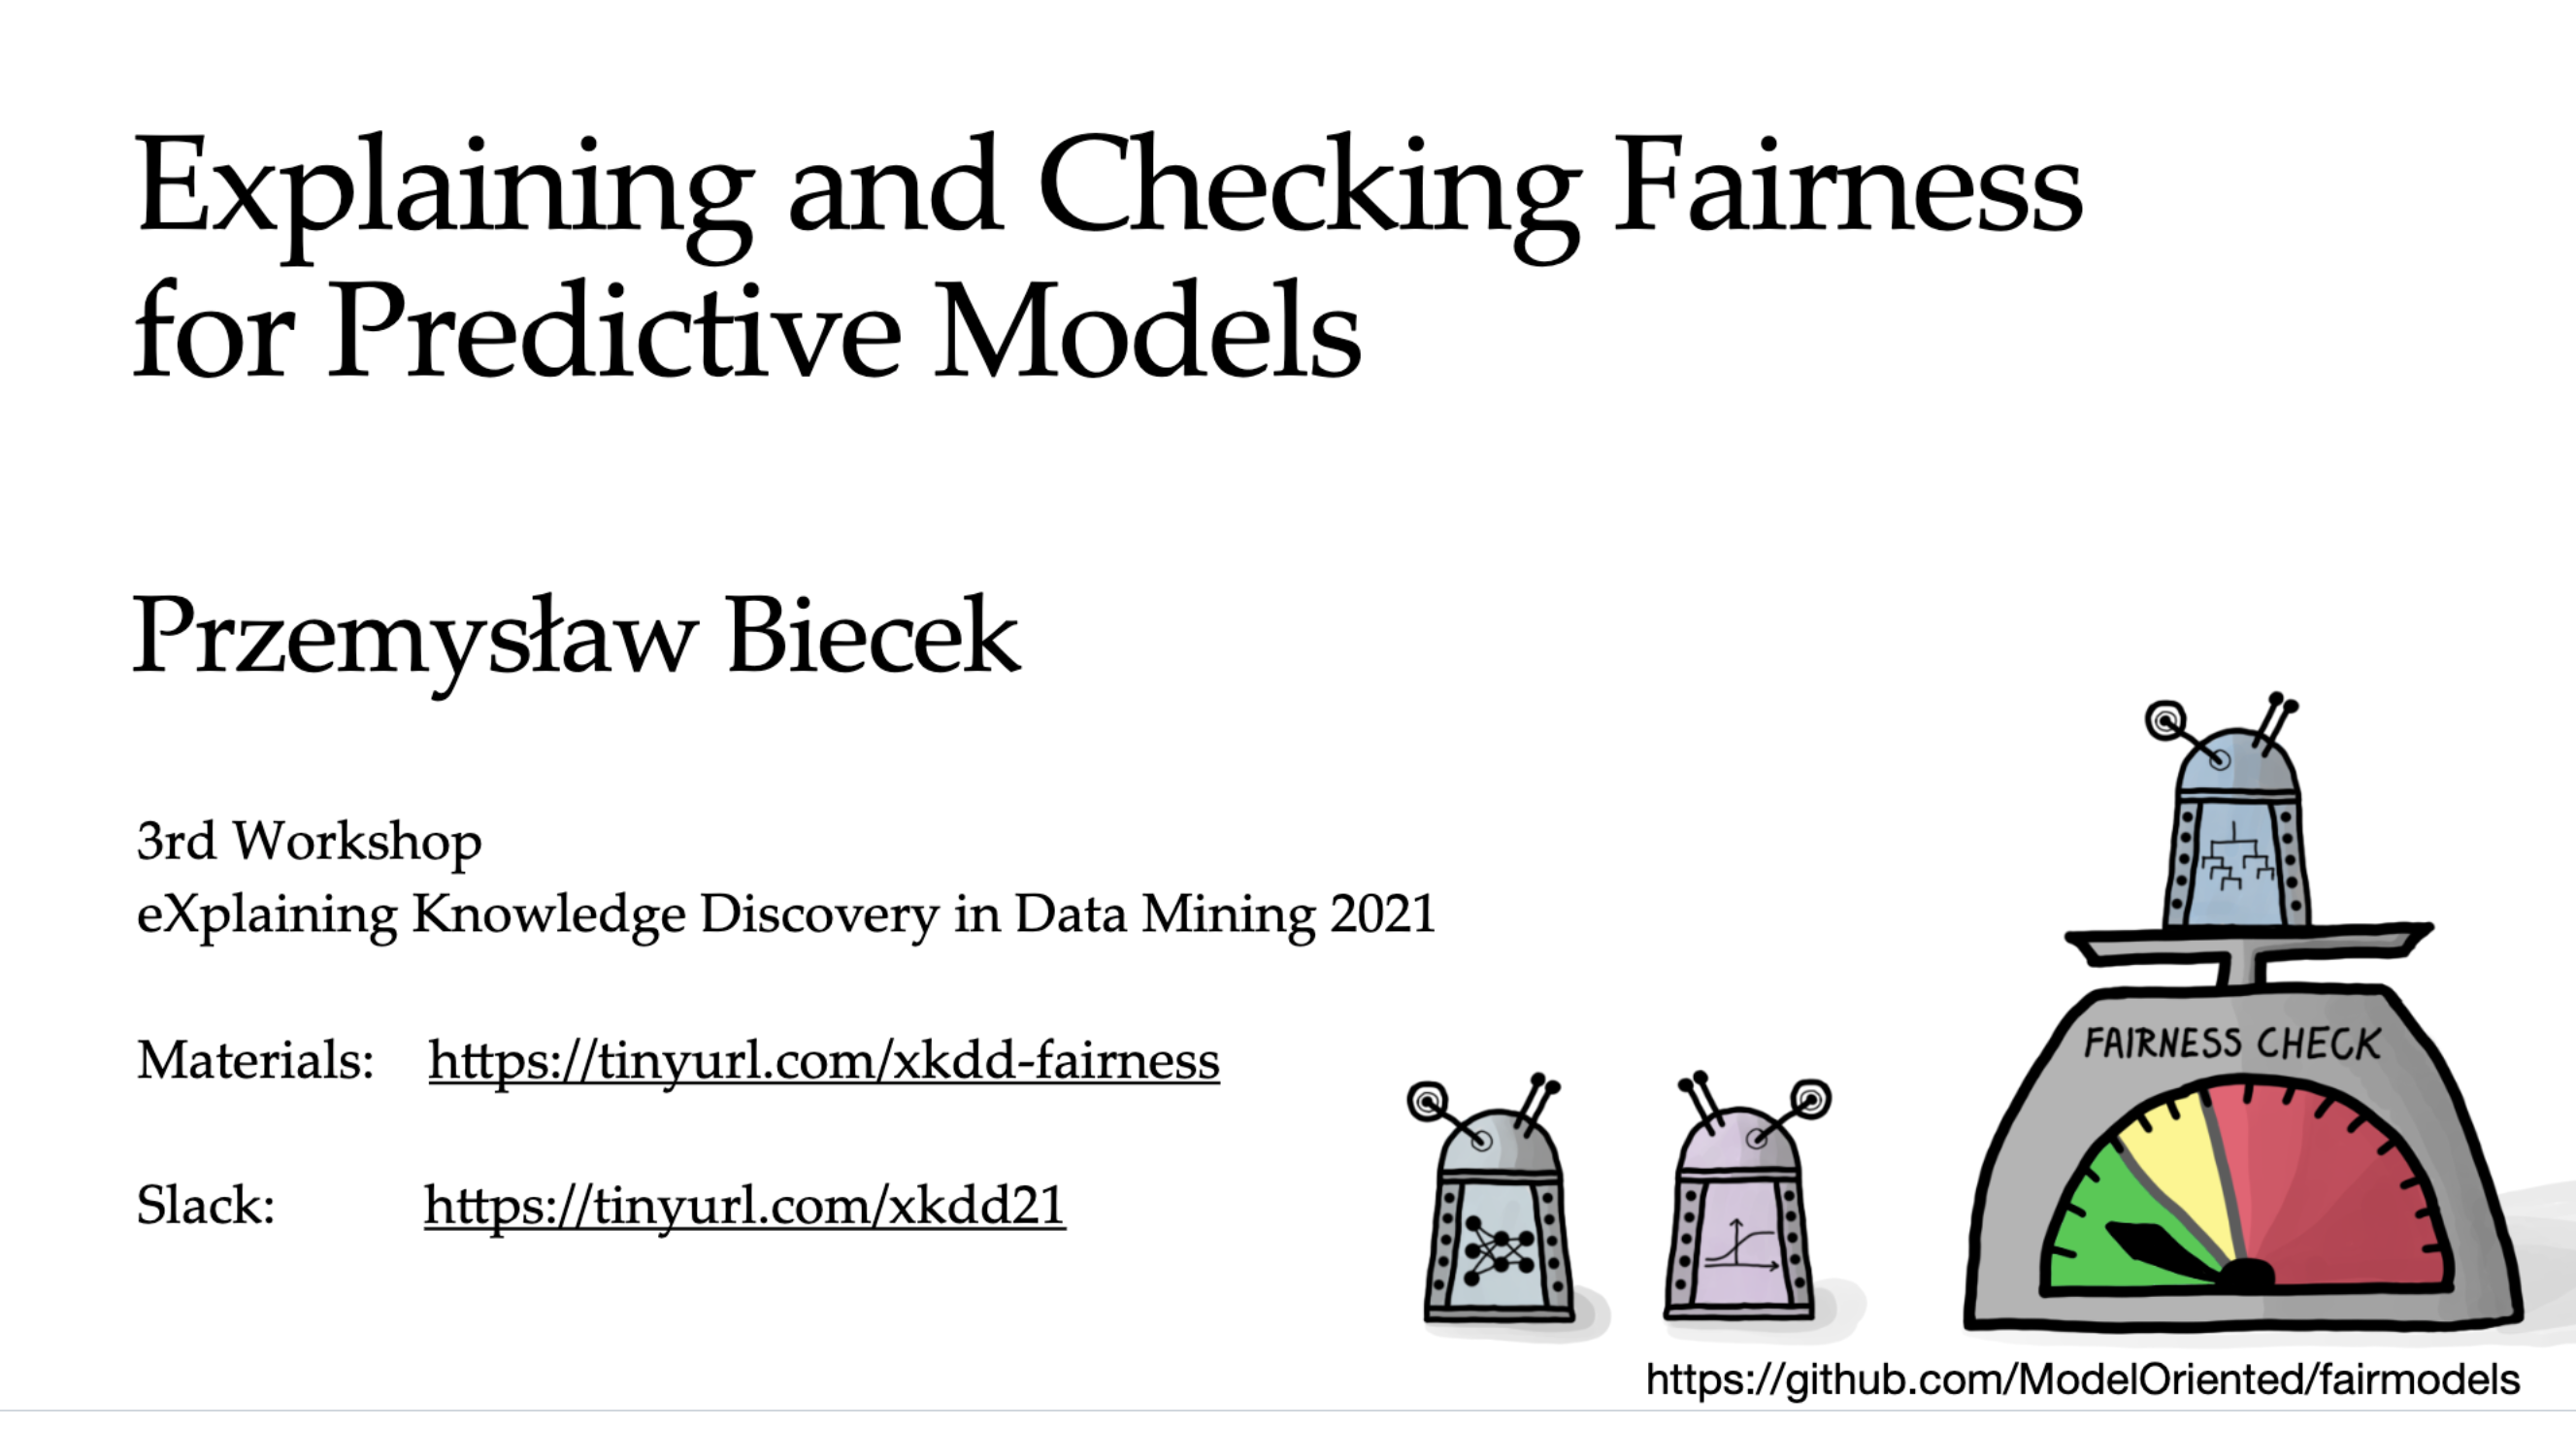 Explaining and Checking Fairness
for Predictive Models
Przemysław Biecek
3rd Workshop
eXplaining Knowledge Discovery in Data Mining 2021
Materials: https://tinyurl.com/xkdd-fairness
Slack: https://tinyurl.com/xkdd21
FAIRNESS CHECK
https://github.com/ModelOriented/fairmodels